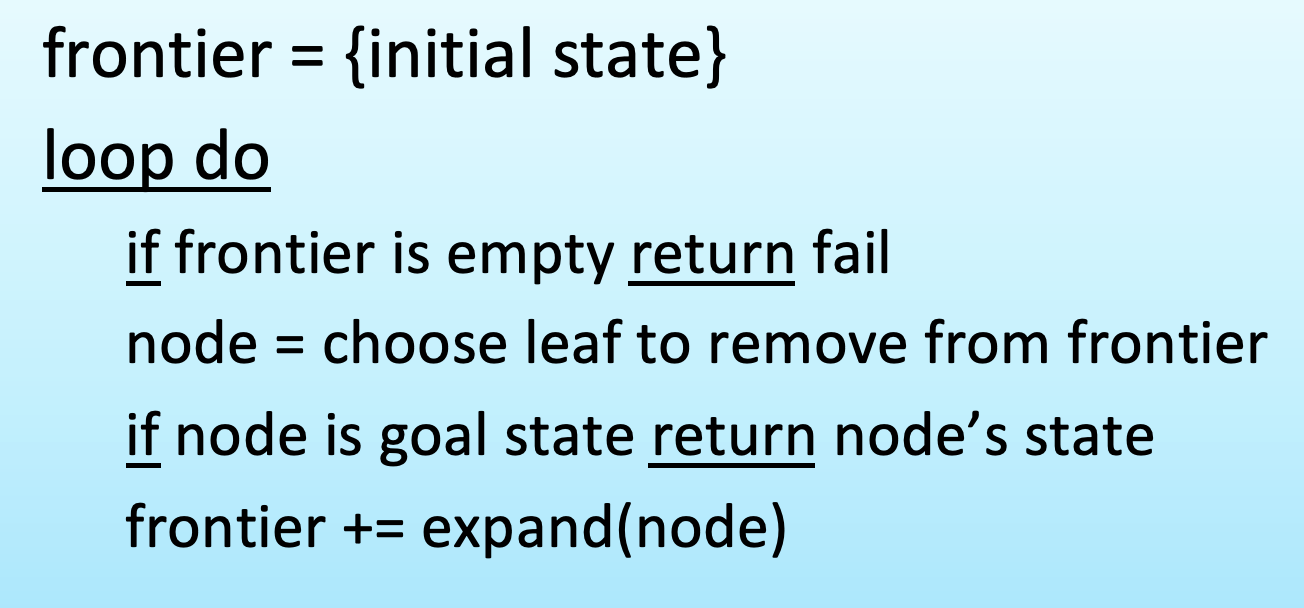 frontier = {initial state}
loop do
if frontier is empty return fail
node = choose leaf to remove from frontier
if node is goal state return node’s state
frontier += expand(node)